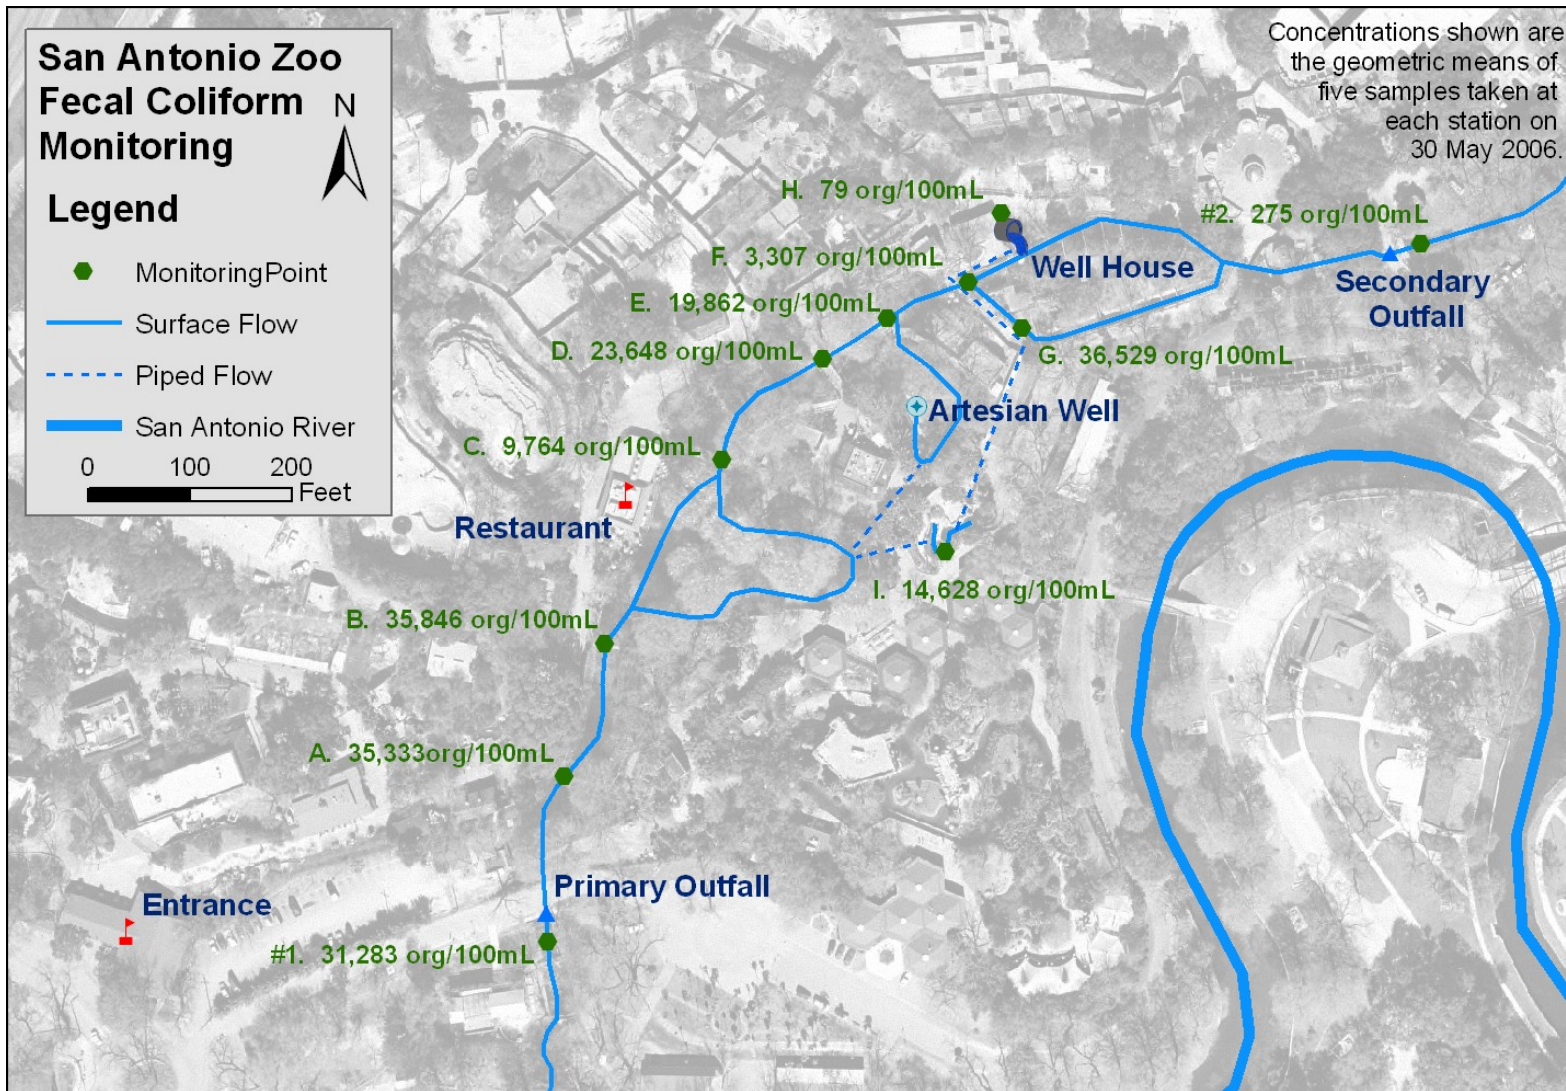 San Antonio Zoo
Fecal Coliform
Monitoring
N
Legend
MonitoringPoint
Surface Flow
Piped Flow
San Antonio River
0 100 200
Feet
Concentrations shown are
the geometric means of
five samples taken at
each station on
30 May 2006.
H. 79 org/100mL
#2. 275 org/100mL
F. 3,307 org/100mL
Well House
Secondary
Outfall
E. 19,862 org/100mL
D. 23,648 org/100mL
G. 36,529 org/100mL
Artesian Well
C. 9,764 org/100mL
Restaurant
I. 14,628 org/100mL
B. 35,846 org/100mL
A. 35,333org/100mL
Primary Outfall
Entrance
#1. 31,283 org/100mL